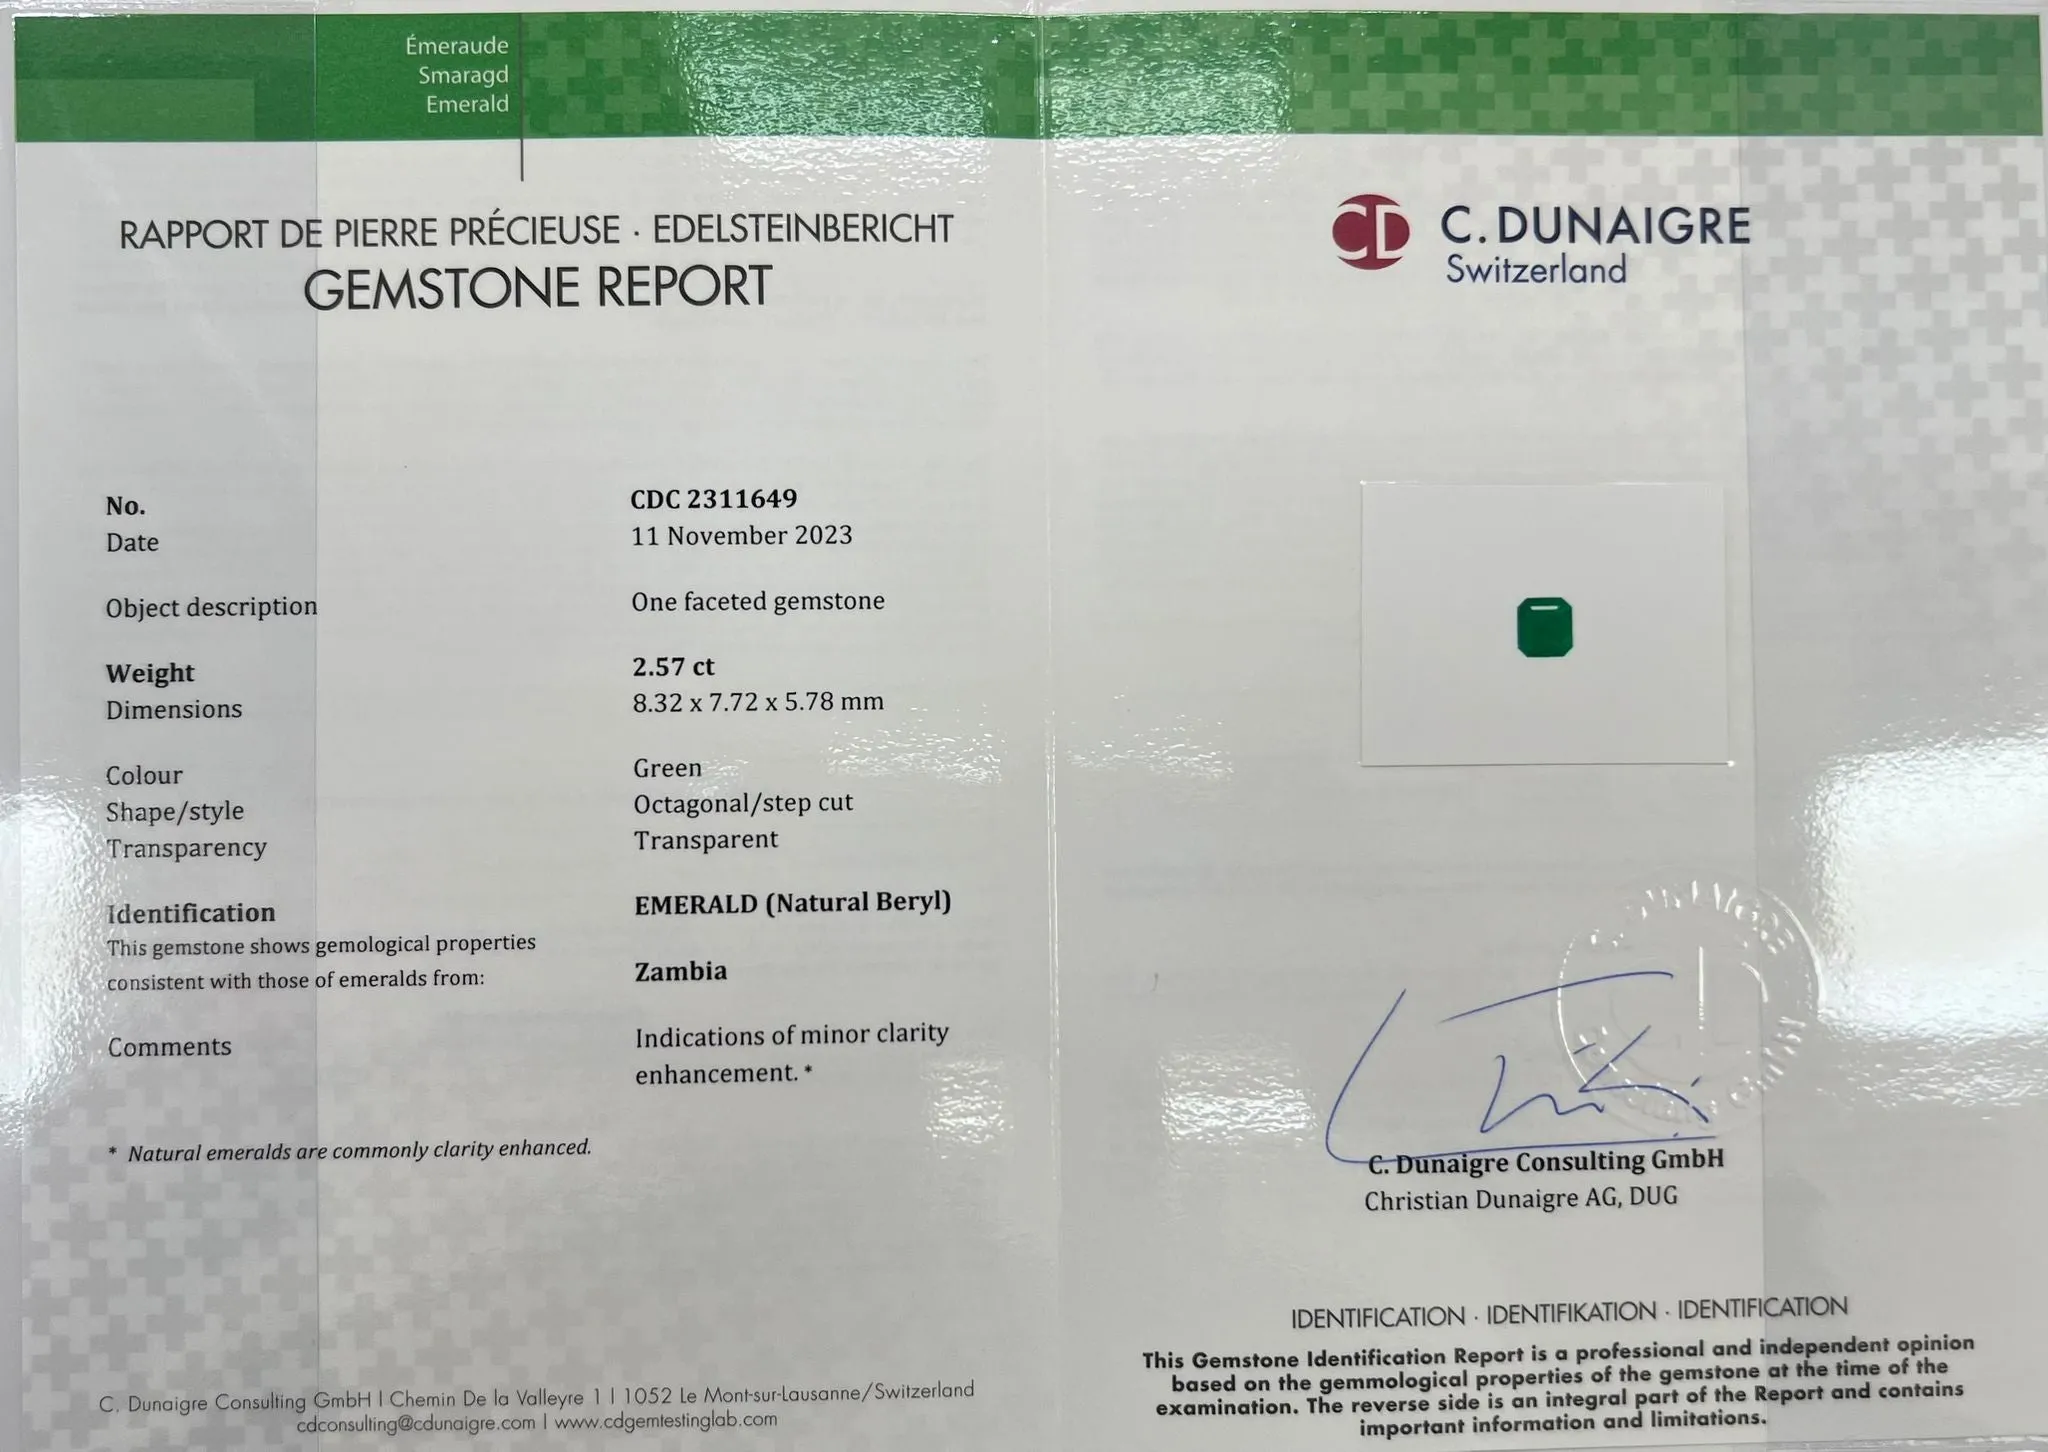 Émeraude
Smaragd
Emerald
RAPPORT DE PIERRE PRÉCIEUSE · EDELSTEINBERICHT
GEMSTONE REPORT
No. CDC 2311649
Date 11 November 2023
Object description One faceted gemstone
Weight 2.57 ct
Dimensions 8.32 x 7.72 x 5.78 mm
Colour Green
Shape/style Octagonal/step cut
Transparency Transparent
Identification EMERALD (Natural Beryl)
This gemstone shows gemological properties
consistent with those of emeralds from: Zambia
Comments Indications of minor clarity
enhancement. *
* Natural emeralds are commonly clarity enhanced.
C. Dunaigre Consulting GmbH | Chemin De la Valleyre 1 | 1052 Le Mont-sur-Lausanne/Switzerland
cdconsulting@cdunaigre.com | www.cdgemtestinglab.com
CD C. DUNAIGRE
Switzerland
C. Dunaigre Consulting GmbH
Christian Dunaigre AG, DUG
IDENTIFICATION · IDENTIFIKATION · IDENTIFICATION
This Gemstone Identification Report is a professional and independent opinion
based on the gemmological properties of the gemstone at the time of the
examination. The reverse side is an integral part of the Report and contains
important information and limitations.